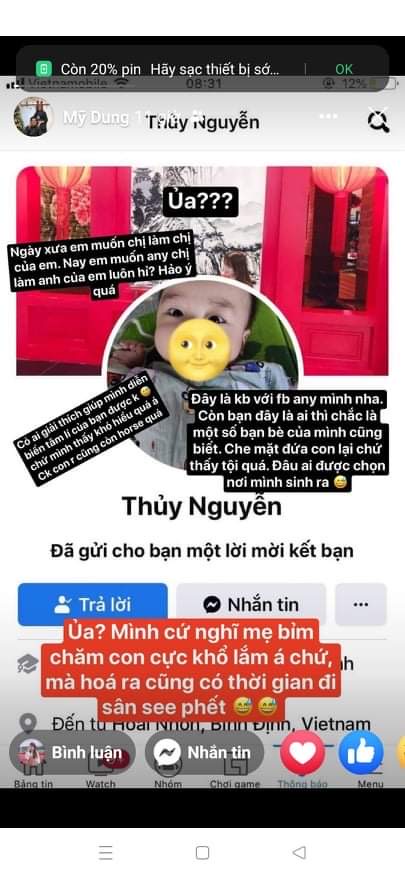 Còn 20% pin Hãy sạc thiết bị sớ... OK
Vietnamobile 08:31 12%
Mỹ Dung
Thủy Nguyễn
Ủa???
Ngày xưa em muốn chị làm chị
của em. Nay em muốn any chị
làm anh của em luôn hỉ? Hảo ý
quá
Có ai giải thích giúp mình diễn
biến tâm lí của bạn được k 😅
chứ mình thấy khó hiểu quá á
Ck con r cũng còn horse quá
Đây là kb với fb any mình nha.
Còn bạn đây là ai thì chắc là
một số bạn bè của mình cũng
biết. Che mặt đứa con lại chứ
thấy tội quá. Đâu ai được chọn
nơi mình sinh ra 😅
Thủy Nguyễn
Đã gửi cho bạn một lời mời kết bạn
Trả lời
Nhắn tin
...
Ủa? Mình cứ nghĩ mẹ bỉm
chăm con cực khổ lắm á chứ,
mà hoá ra cũng có thời gian đi
sân see phết 😅😅
Đến từ Hoài Nhơn, Bình Định, Vietnam
Bình luận
Nhắn tin
Bảng tin
Watch
Nhóm
Chơi game
Thông báo
Menu